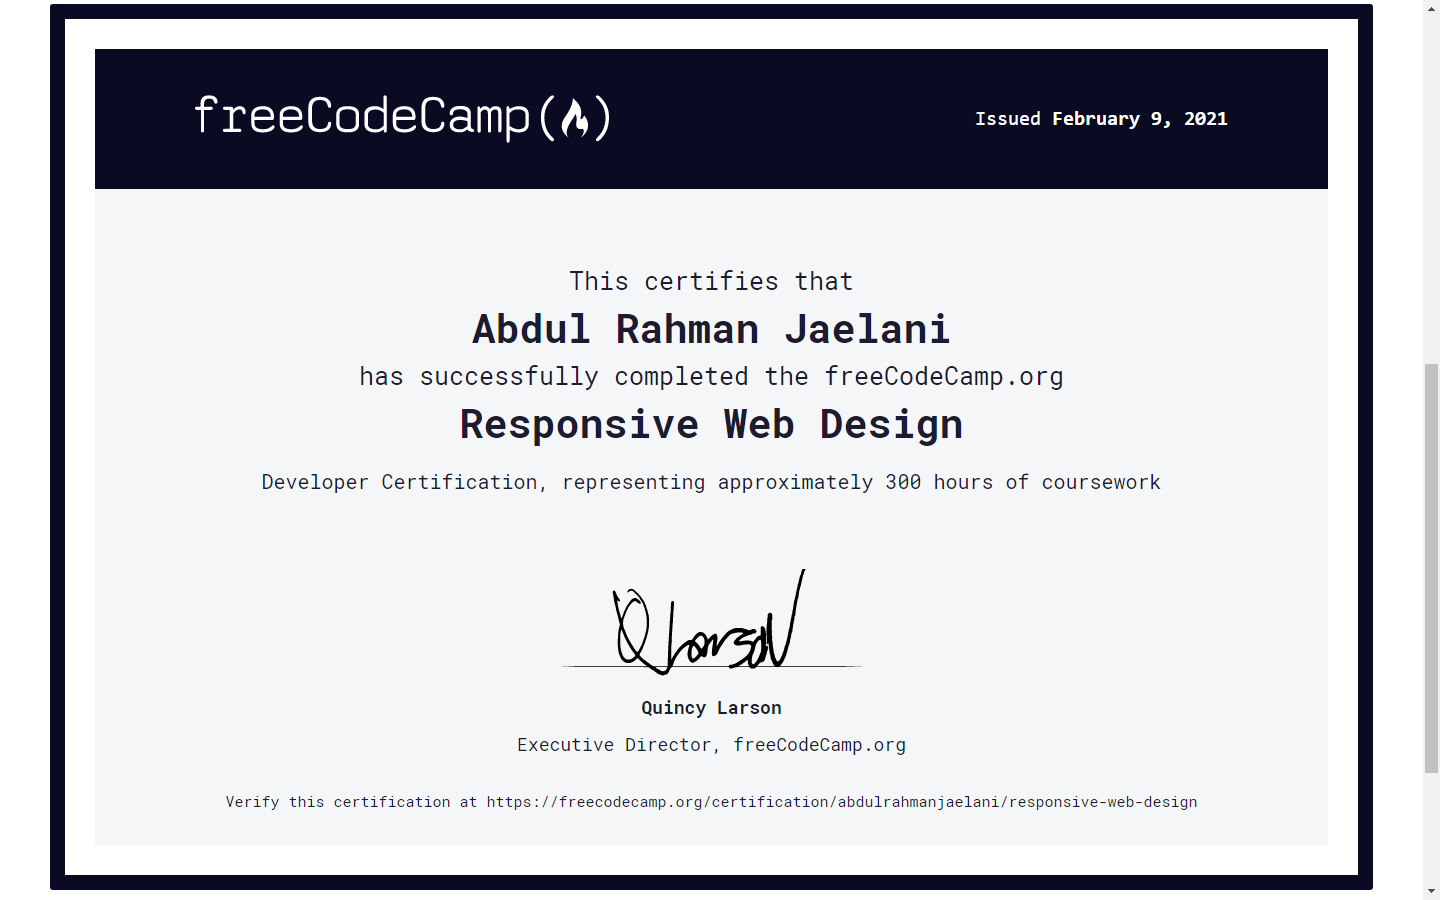 freeCodeCamp
Issued February 9, 2021
This certifies that
Abdul Rahman Jaelani
has successfully completed the freeCodeCamp.org
Responsive Web Design
Developer Certification, representing approximately 300 hours of coursework
Q Larson
Quincy Larson
Executive Director, freeCodeCamp.org
Verify this certification at https://freecodecamp.org/certification/abdulrahmanjaelani/responsive-web-design